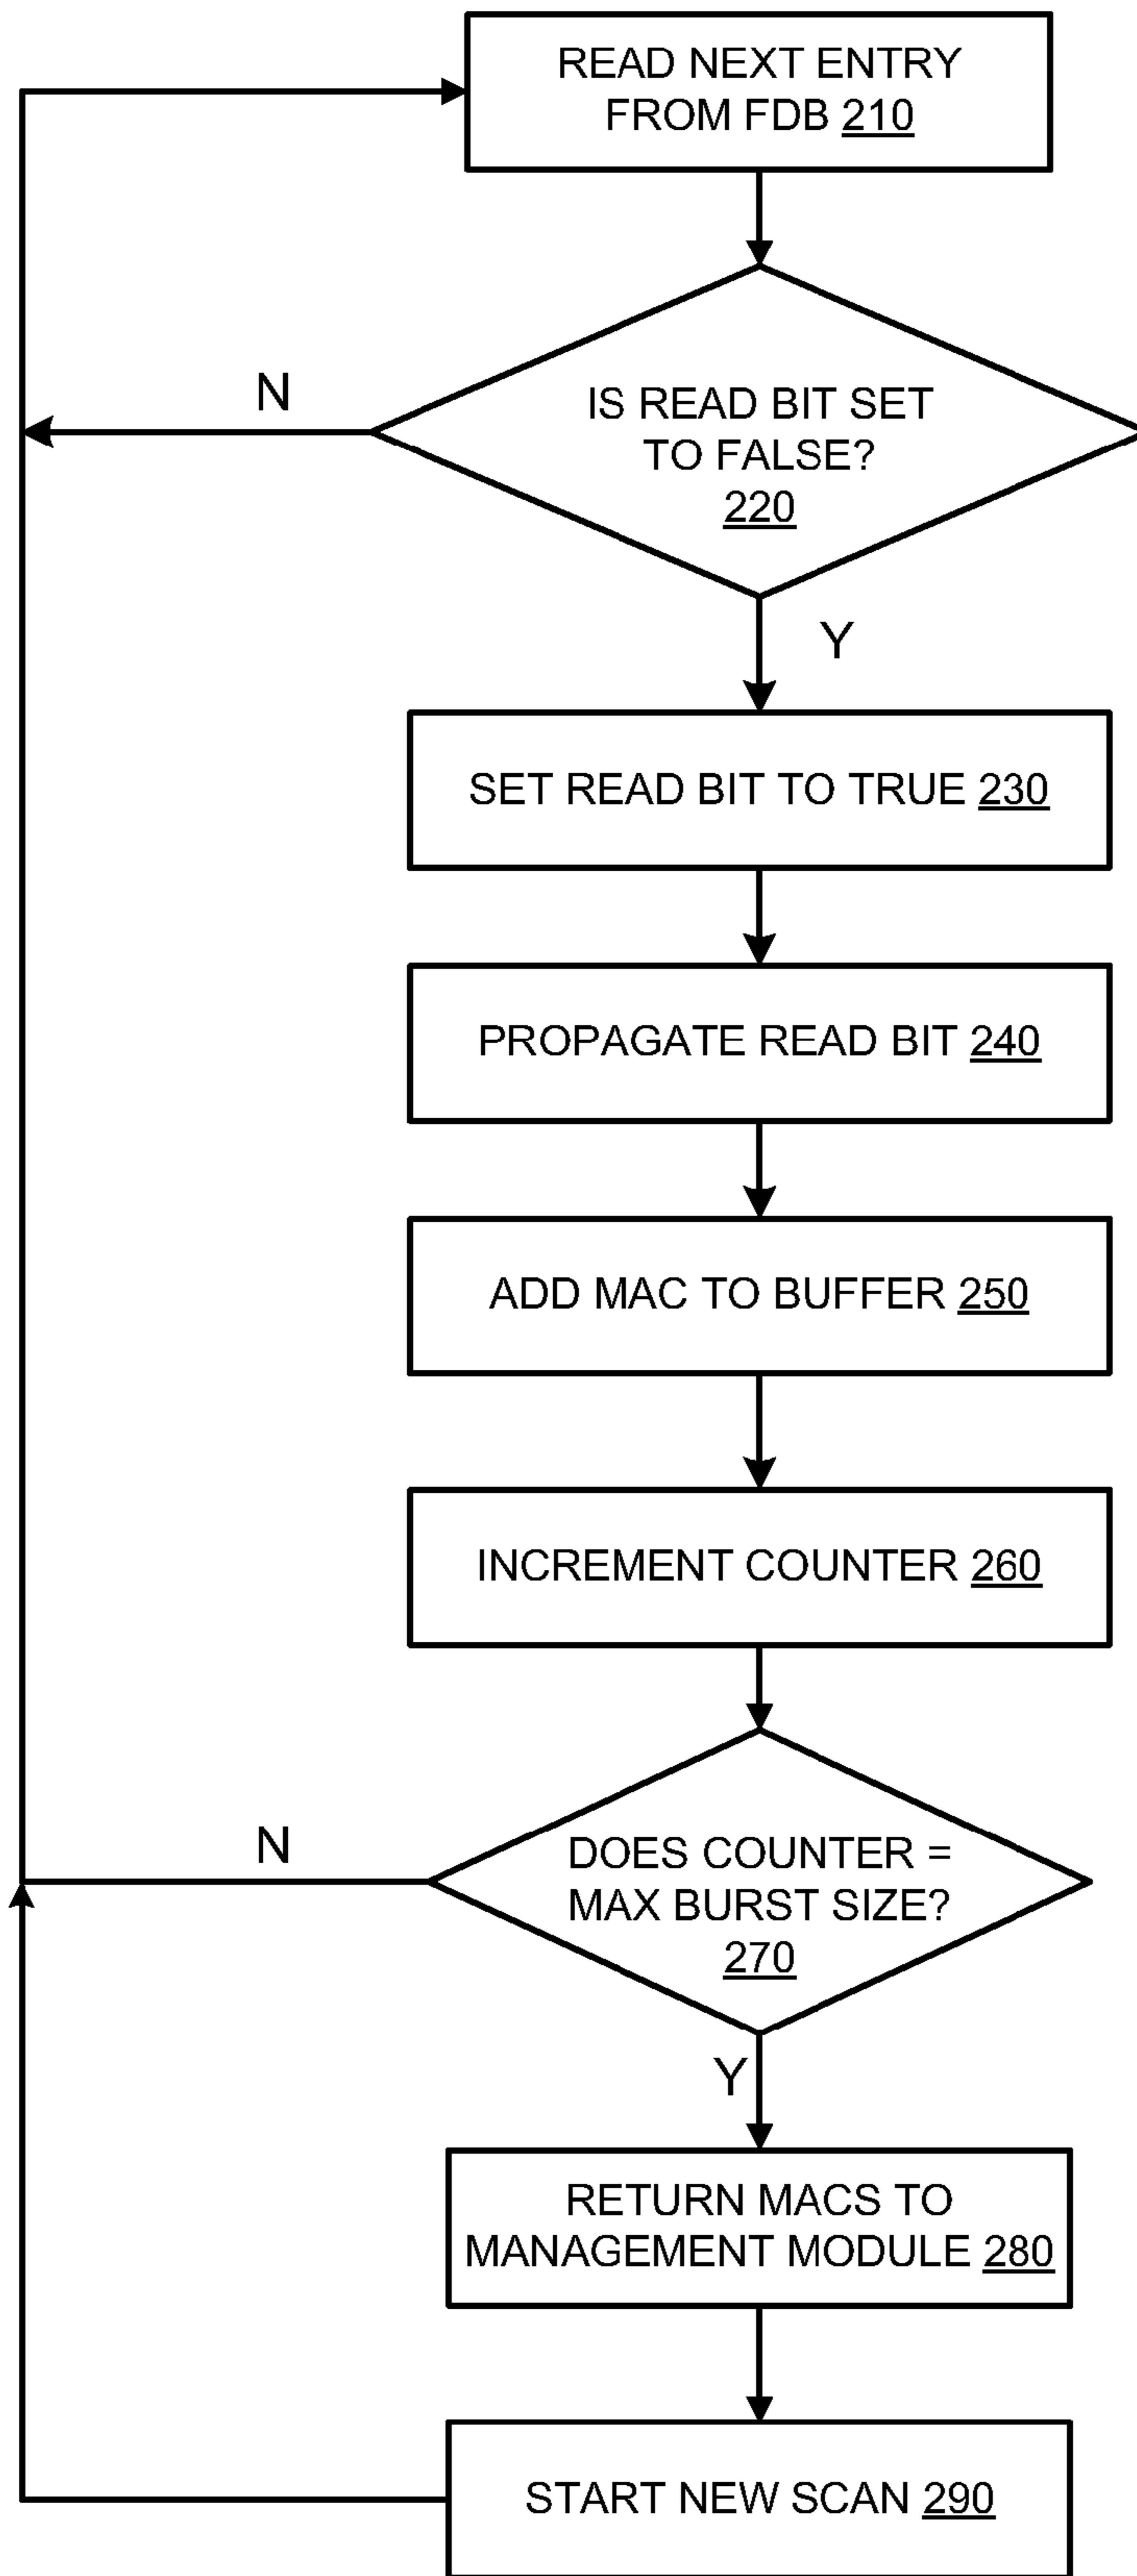 READ NEXT ENTRY
FROM FDB 210
N
IS READ BIT SET
TO FALSE?
220
Y
SET READ BIT TO TRUE 230
PROPAGATE READ BIT 240
ADD MAC TO BUFFER 250
INCREMENT COUNTER 260
N
DOES COUNTER =
MAX BURST SIZE?
270
Y
RETURN MACS TO
MANAGEMENT MODULE 280
START NEW SCAN 290